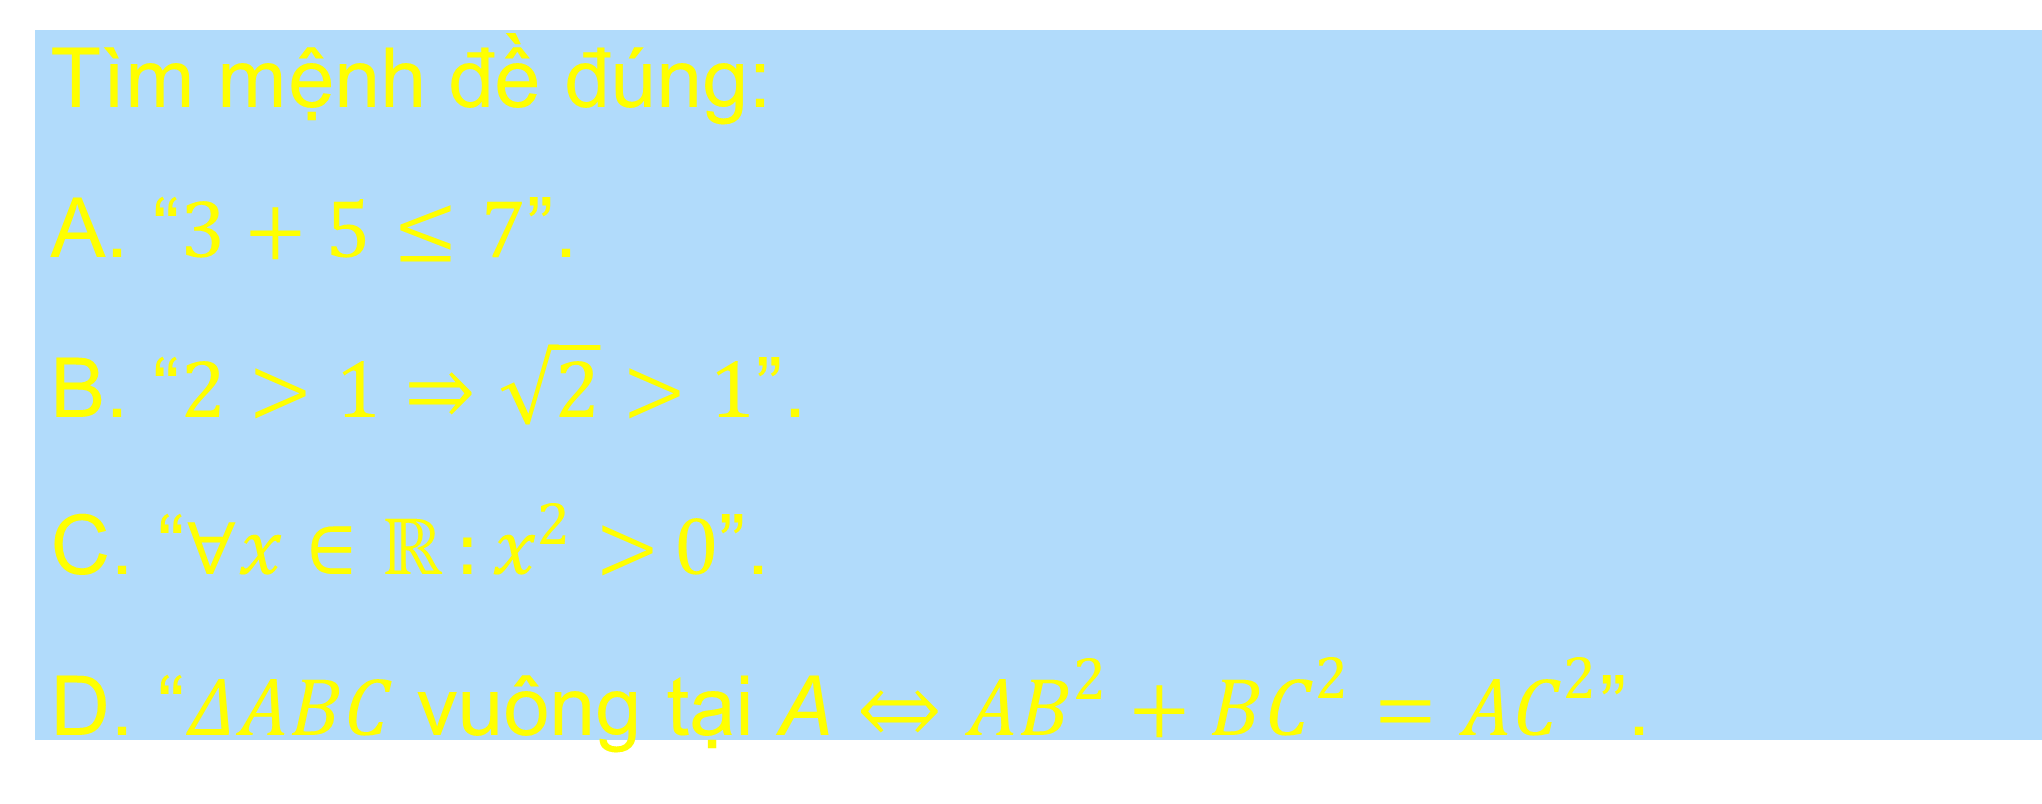 Tìm mệnh đề đúng:
A. “3 + 5 ≤ 7”.
B. “2 > 1 ⇒ √2 > 1”.
C. “∀x ∈ ℝ : x² > 0”.
D. “ΔABC vuông tại A ⇔ AB² + BC² = AC²”.